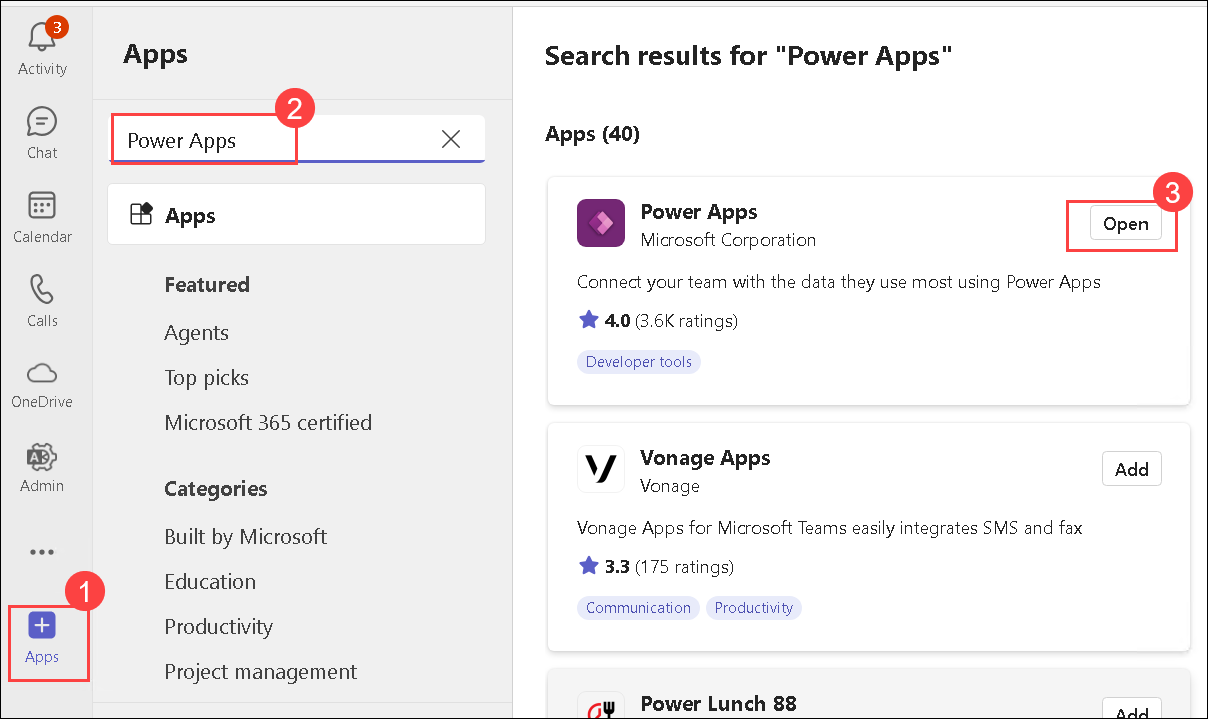 3
Activity
Chat
Calendar
Calls
OneDrive
Admin
1
Apps
Apps
2
Power Apps
Apps
Featured
Agents
Top picks
Microsoft 365 certified
Categories
Built by Microsoft
Education
Productivity
Project management
Search results for "Power Apps"
Apps (40)
3
Power Apps
Open
Microsoft Corporation
Connect your team with the data they use most using Power Apps
4.0 (3.6K ratings)
Developer tools
Vonage Apps
Add
Vonage
Vonage Apps for Microsoft Teams easily integrates SMS and fax
3.3 (175 ratings)
Communication Productivity
Power Lunch 88
Add